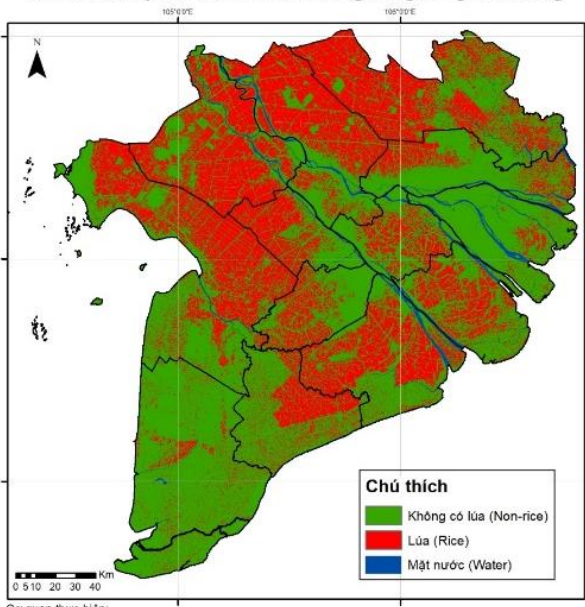 105°0'0"E
106°0'0"E
N
Chú thích
Không có lúa (Non-rice)
Lúa (Rice)
Mặt nước (Water)
Km
0 5 10 20 30 40